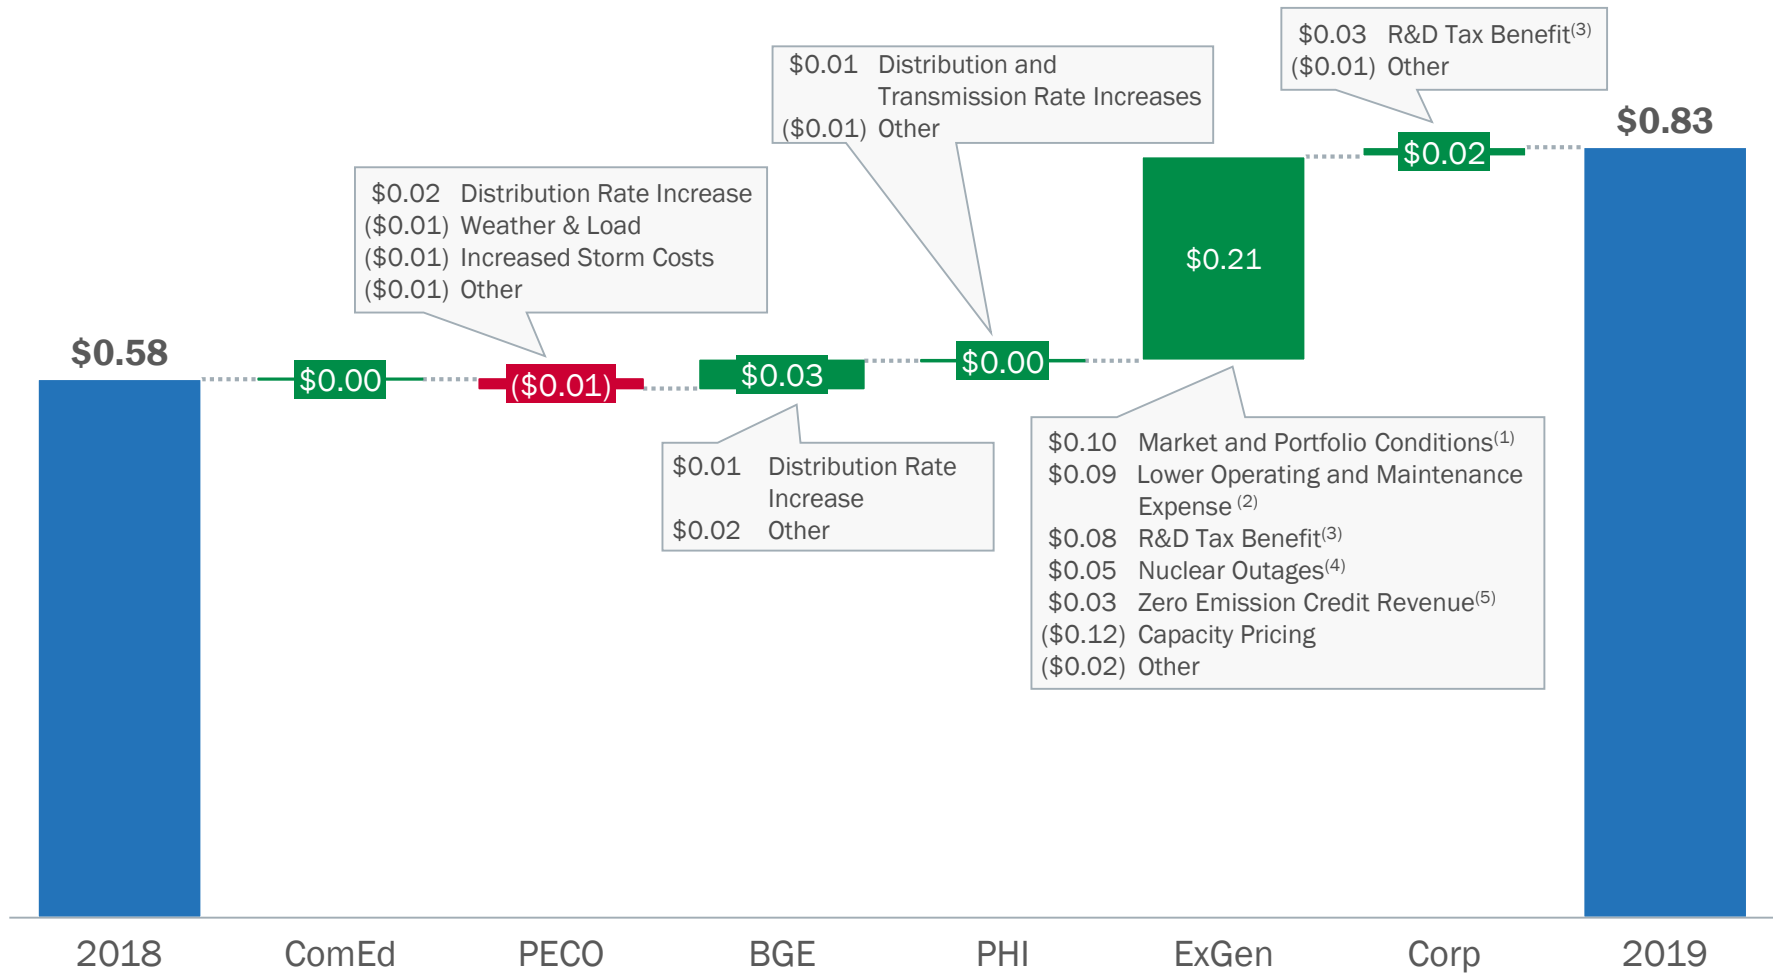 $0.03 R&D Tax Benefit(3)
($0.01) Other
$0.01 Distribution and
Transmission Rate Increases
($0.01) Other
$0.83
$0.02
$0.02 Distribution Rate Increase
($0.01) Weather & Load
($0.01) Increased Storm Costs
($0.01) Other
$0.21
$0.58
$0.00
($0.01)
$0.03
$0.00
$0.01 Distribution Rate
Increase
$0.02 Other
$0.10 Market and Portfolio Conditions(1)
$0.09 Lower Operating and Maintenance
Expense (2)
$0.08 R&D Tax Benefit(3)
$0.05 Nuclear Outages(4)
$0.03 Zero Emission Credit Revenue(5)
($0.12) Capacity Pricing
($0.02) Other
2018 ComEd PECO BGE PHI ExGen Corp 2019